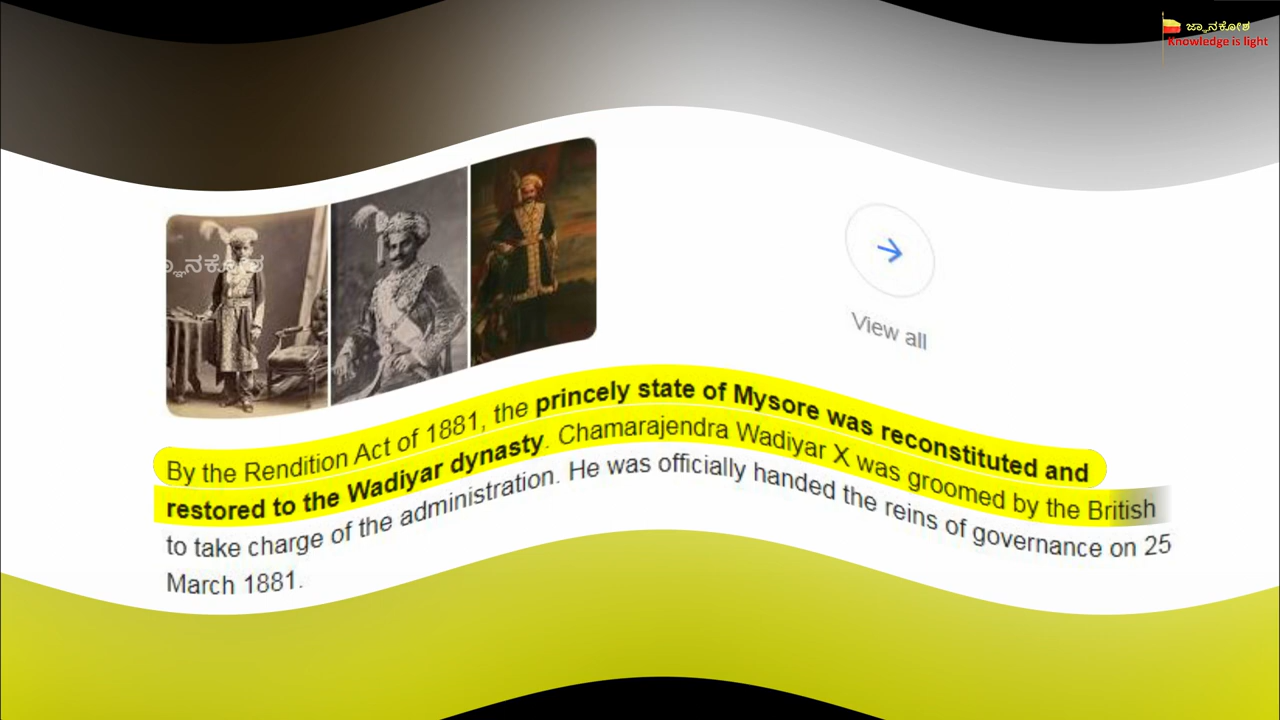 ಜ್ಞಾನಕೋಶ
Knowledge is light
ಜ್ಞಾನಕೋಶ
View all
By the Rendition Act of 1881, the princely state of Mysore was reconstituted and
restored to the Wadiyar dynasty. Chamarajendra Wadiyar X was groomed by the British
to take charge of the administration. He was officially handed the reins of governance on 25
March 1881.